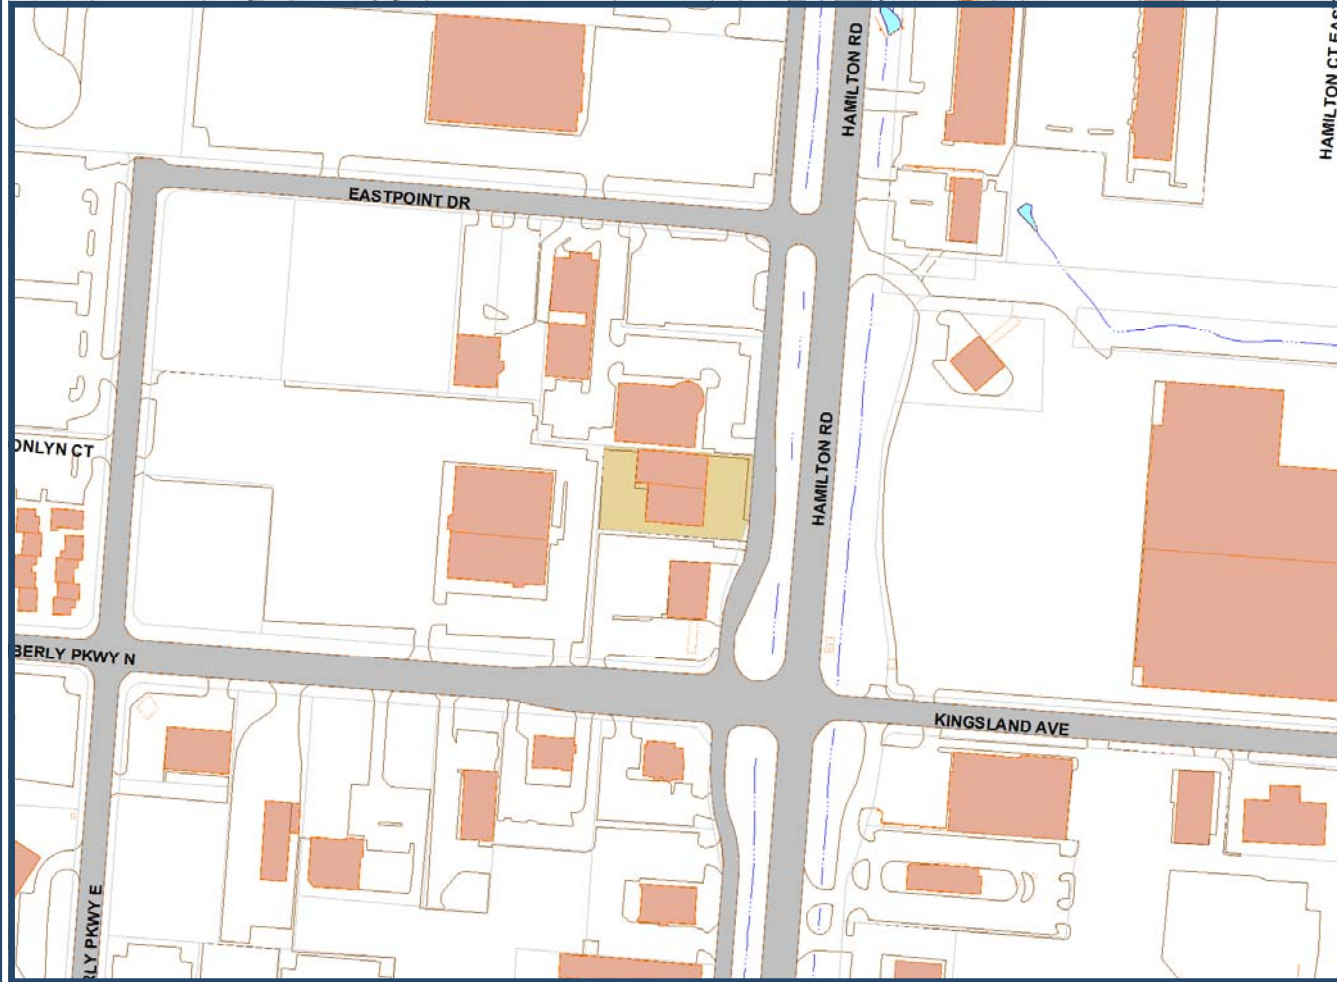 HAMILTON RD
HAMILTON CT EAS
EASTPOINT DR
HAMILTON RD
ONLYN CT
BERLY PKWY N
KINGSLAND AVE
RLY PKWY E